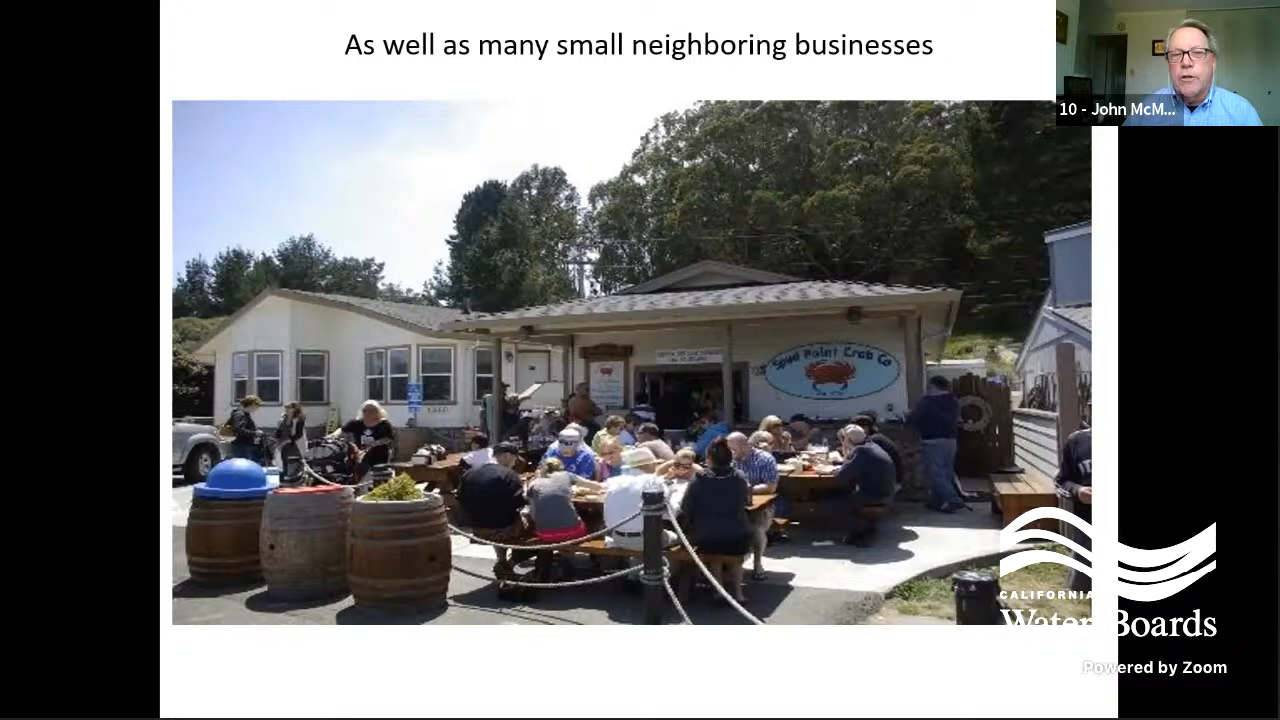 As well as many small neighboring businesses
10 - John McM...
Spud Point Crab Co
CALIFORNIA
Water Boards
Powered by Zoom